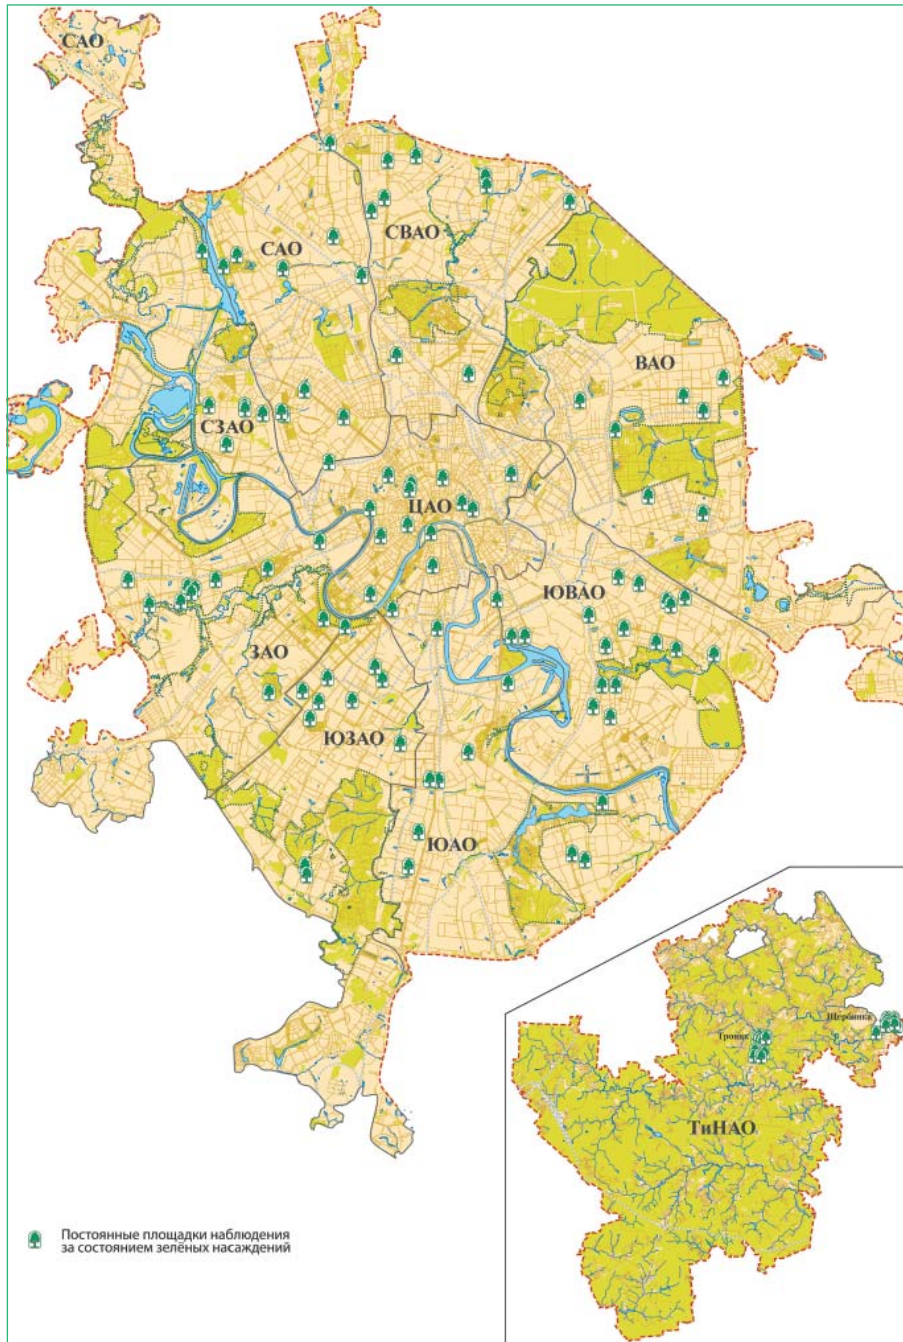 САО
САО
СВАО
ВАО
СЗАО
ЦАО
ЮВАО
ЗАО
ЮЗАО
ЮАО
Щербинка
Троицк
ТиНАО
Постоянные площадки наблюдения
за состоянием зелёных насаждений